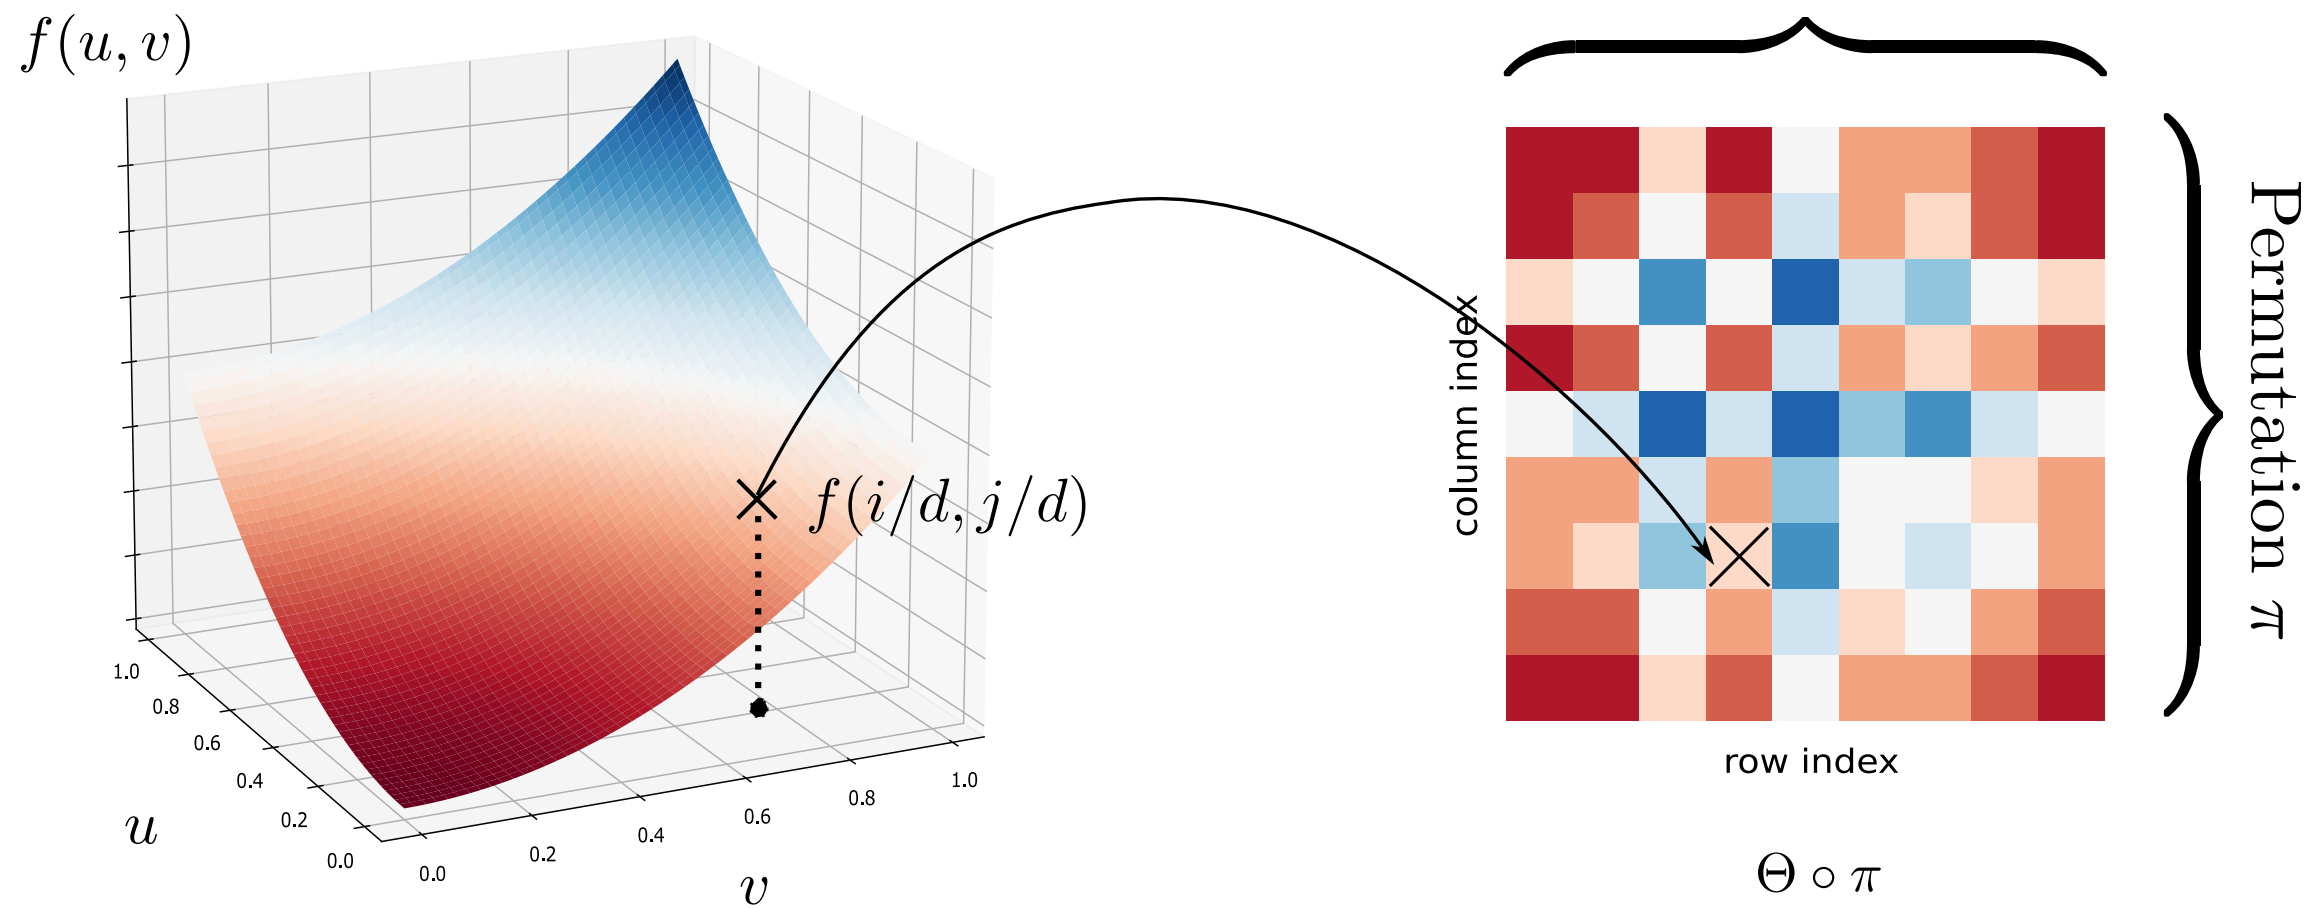 f(u, v)
f(i/d, j/d)
1.0
0.8
0.6
0.4
0.2
0.0
u
0.0
0.2
0.4
0.6
0.8
1.0
v
column index
row index
Θ ∘ π
Permutation π